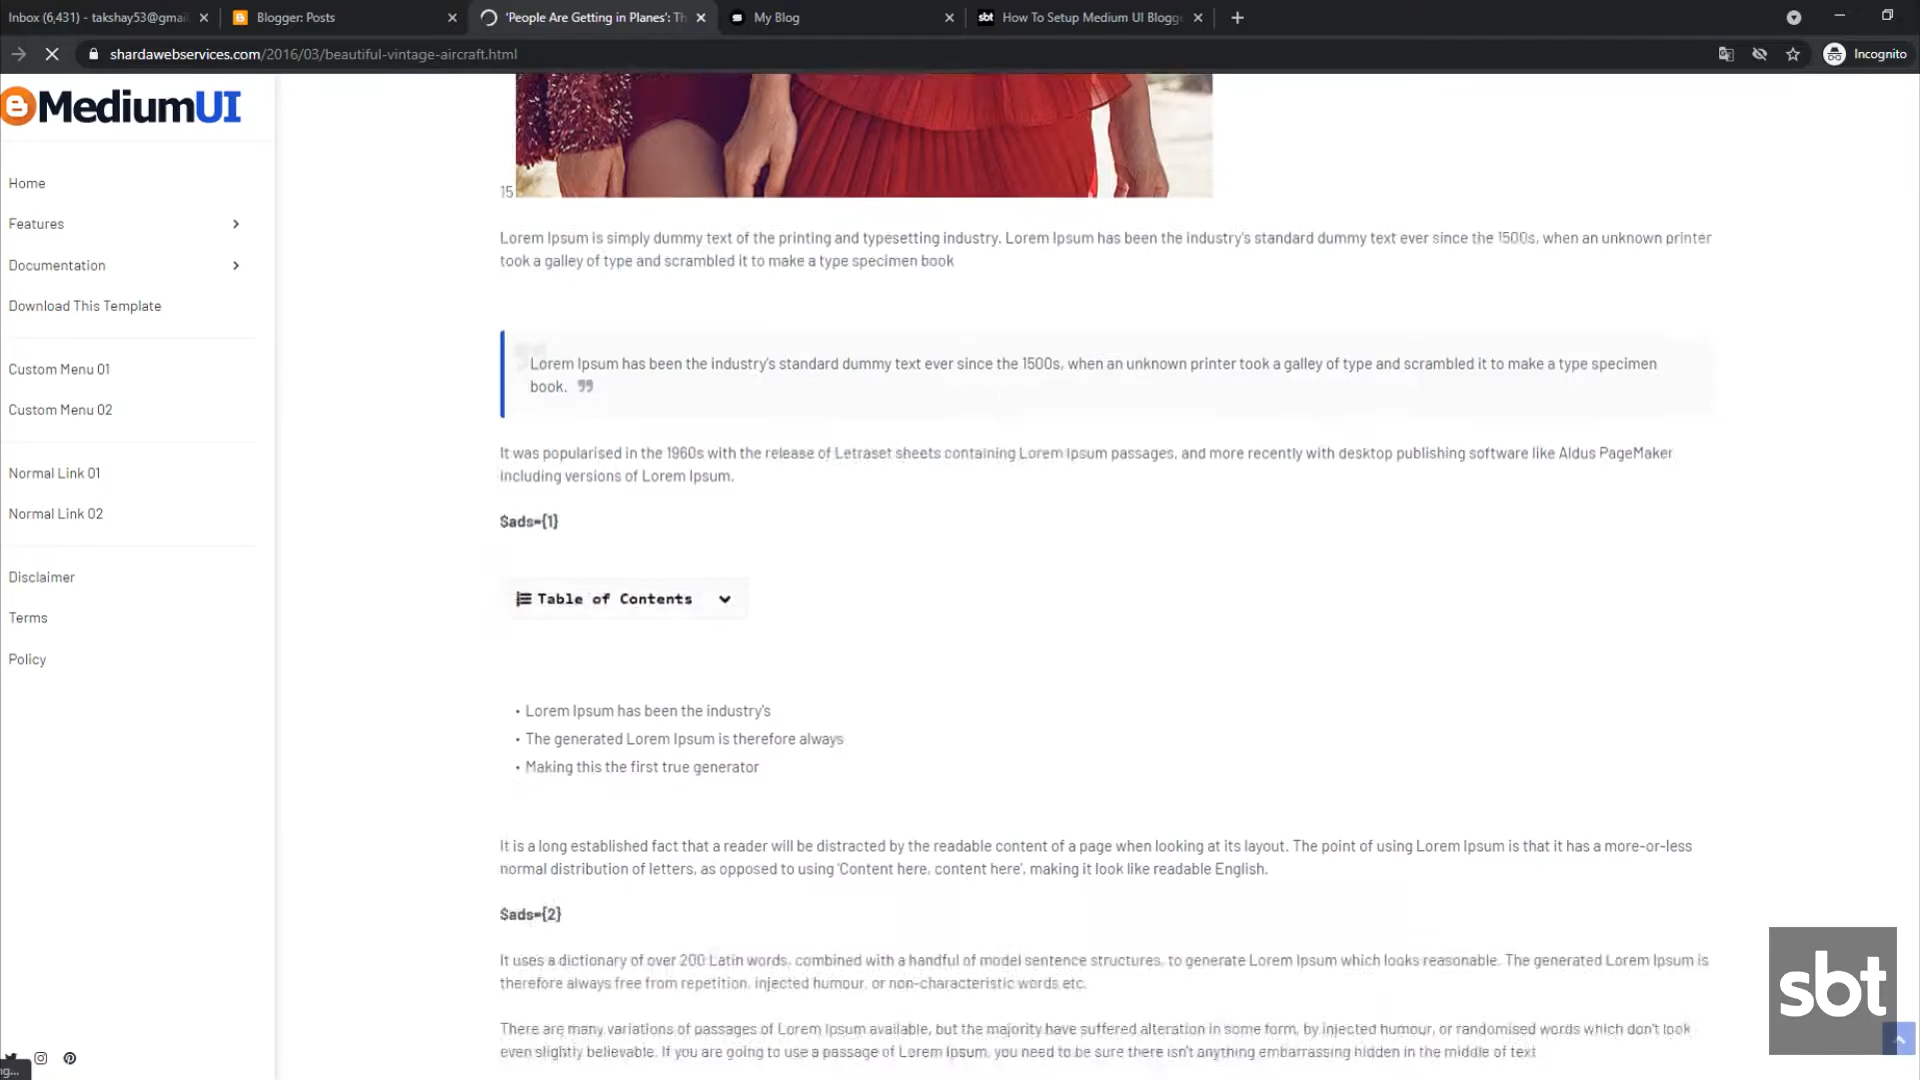 Inbox (6,431) - takshay53@gmai
Blogger: Posts
'People Are Getting in Planes': Th
My Blog
sbt How To Setup Medium UI Blogge
shardawebservices.com/2016/03/beautiful-vintage-aircraft.html
Incognito
MediumUI
Home
Features
Documentation
Download This Template
Custom Menu 01
Custom Menu 02
Normal Link 01
Normal Link 02
Disclaimer
Terms
Policy
ng...
15
Lorem Ipsum is simply dummy text of the printing and typesetting industry. Lorem Ipsum has been the industry's standard dummy text ever since the 1500s, when an unknown printer
took a galley of type and scrambled it to make a type specimen book
Lorem Ipsum has been the industry's standard dummy text ever since the 1500s, when an unknown printer took a galley of type and scrambled it to make a type specimen
book.
It was popularised in the 1960s with the release of Letraset sheets containing Lorem Ipsum passages, and more recently with desktop publishing software like Aldus PageMaker
including versions of Lorem Ipsum.
$ads={1}
Table of Contents
• Lorem Ipsum has been the industry's
• The generated Lorem Ipsum is therefore always
• Making this the first true generator
It is a long established fact that a reader will be distracted by the readable content of a page when looking at its layout. The point of using Lorem Ipsum is that it has a more-or-less
normal distribution of letters, as opposed to using 'Content here, content here', making it look like readable English.
$ads={2}
It uses a dictionary of over 200 Latin words, combined with a handful of model sentence structures, to generate Lorem Ipsum which looks reasonable. The generated Lorem Ipsum is
therefore always free from repetition, injected humour, or non-characteristic words etc.
There are many variations of passages of Lorem Ipsum available, but the majority have suffered alteration in some form, by injected humour, or randomised words which don't look
even slightly believable. If you are going to use a passage of Lorem Ipsum, you need to be sure there isn't anything embarrassing hidden in the middle of text
sbt